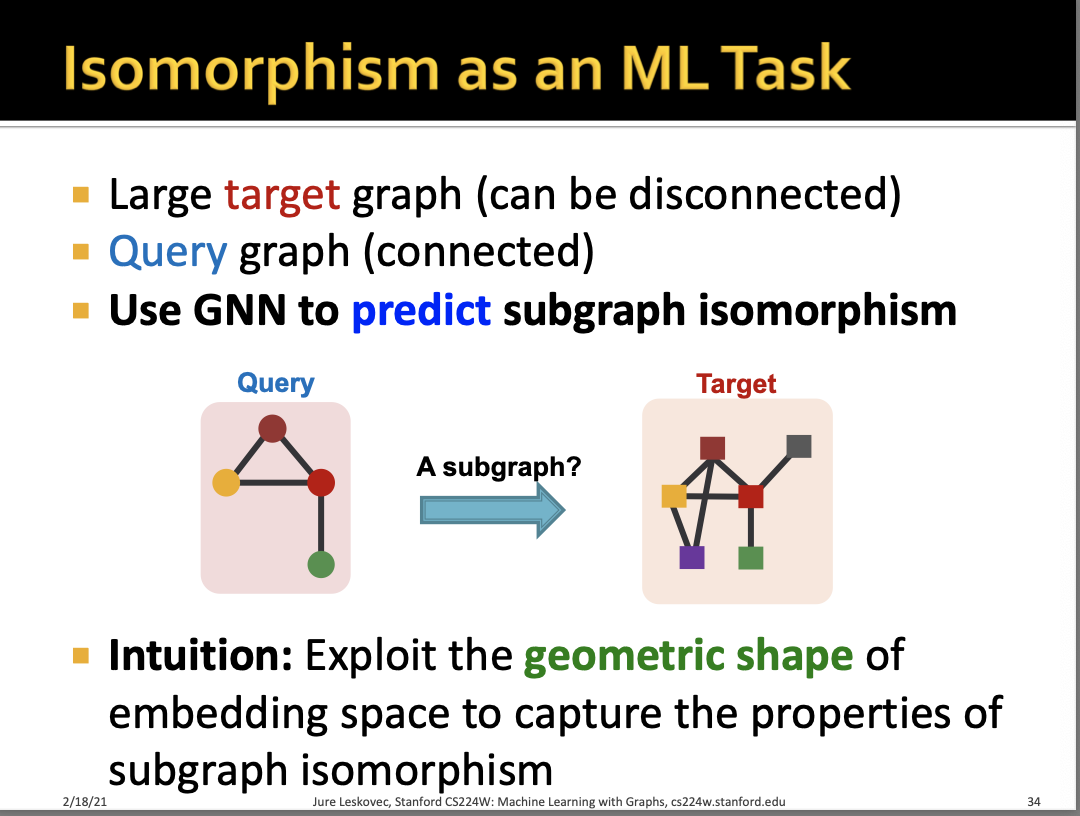 Isomorphism as an ML Task
Large target graph (can be disconnected)
Query graph (connected)
Use GNN to predict subgraph isomorphism
Query
Target
A subgraph?
Intuition: Exploit the geometric shape of
embedding space to capture the properties of
subgraph isomorphism
2/18/21
Jure Leskovec, Stanford CS224W: Machine Learning with Graphs, cs224w.stanford.edu
34